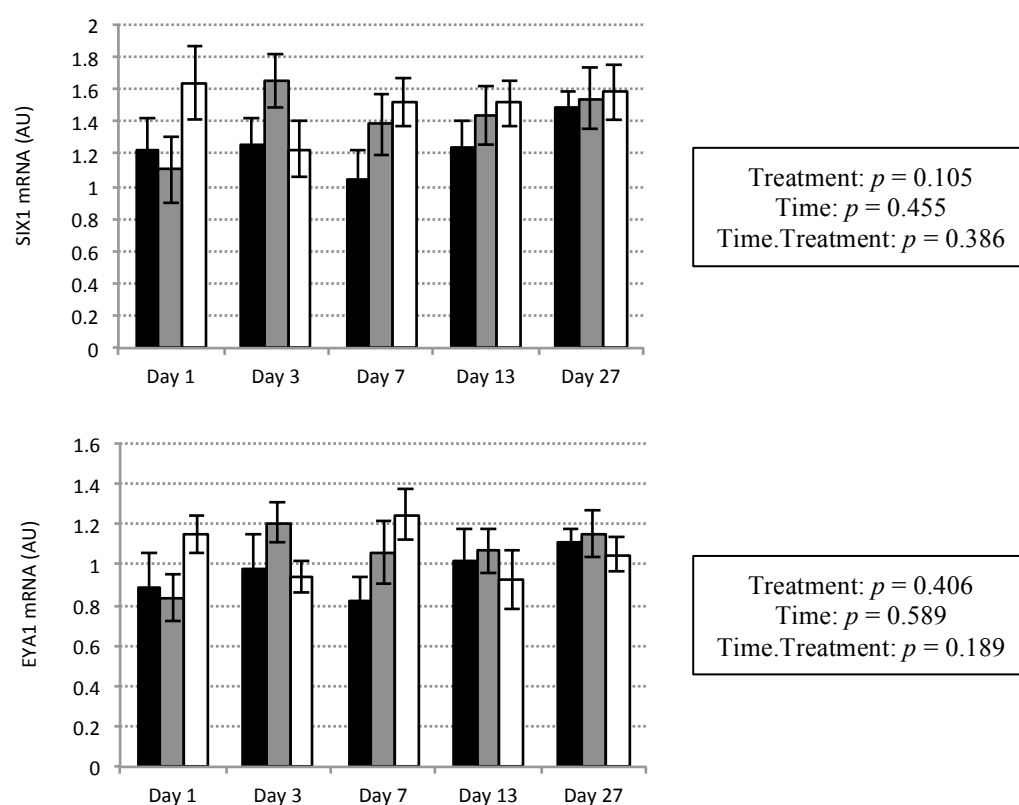 2
1.8
1.6
1.4
1.2
1
0.8
0.6
0.4
0.2
0
SIX1 mRNA (AU)
Day 1 Day 3 Day 7 Day 13 Day 27
Treatment: p = 0.105
Time: p = 0.455
Time.Treatment: p = 0.386
1.6
1.4
1.2
1
0.8
0.6
0.4
0.2
0
EYA1 mRNA (AU)
Day 1 Day 3 Day 7 Day 13 Day 27
Treatment: p = 0.406
Time: p = 0.589
Time.Treatment: p = 0.189